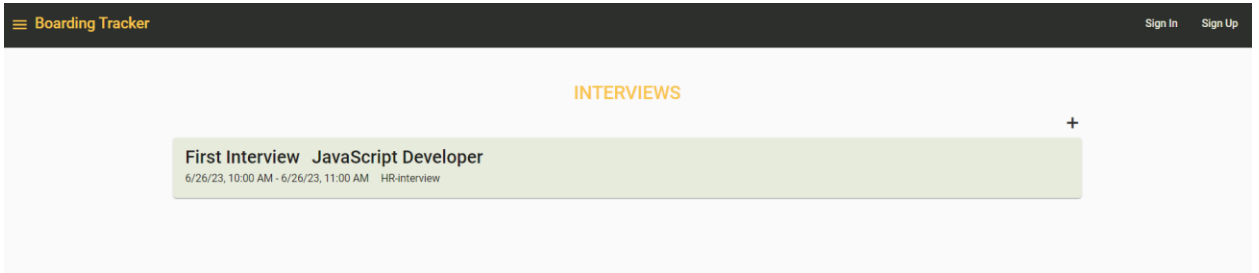 Boarding Tracker Sign In Sign Up
INTERVIEWS
+
First Interview JavaScript Developer
6/26/23, 10:00 AM - 6/26/23, 11:00 AM HR-interview